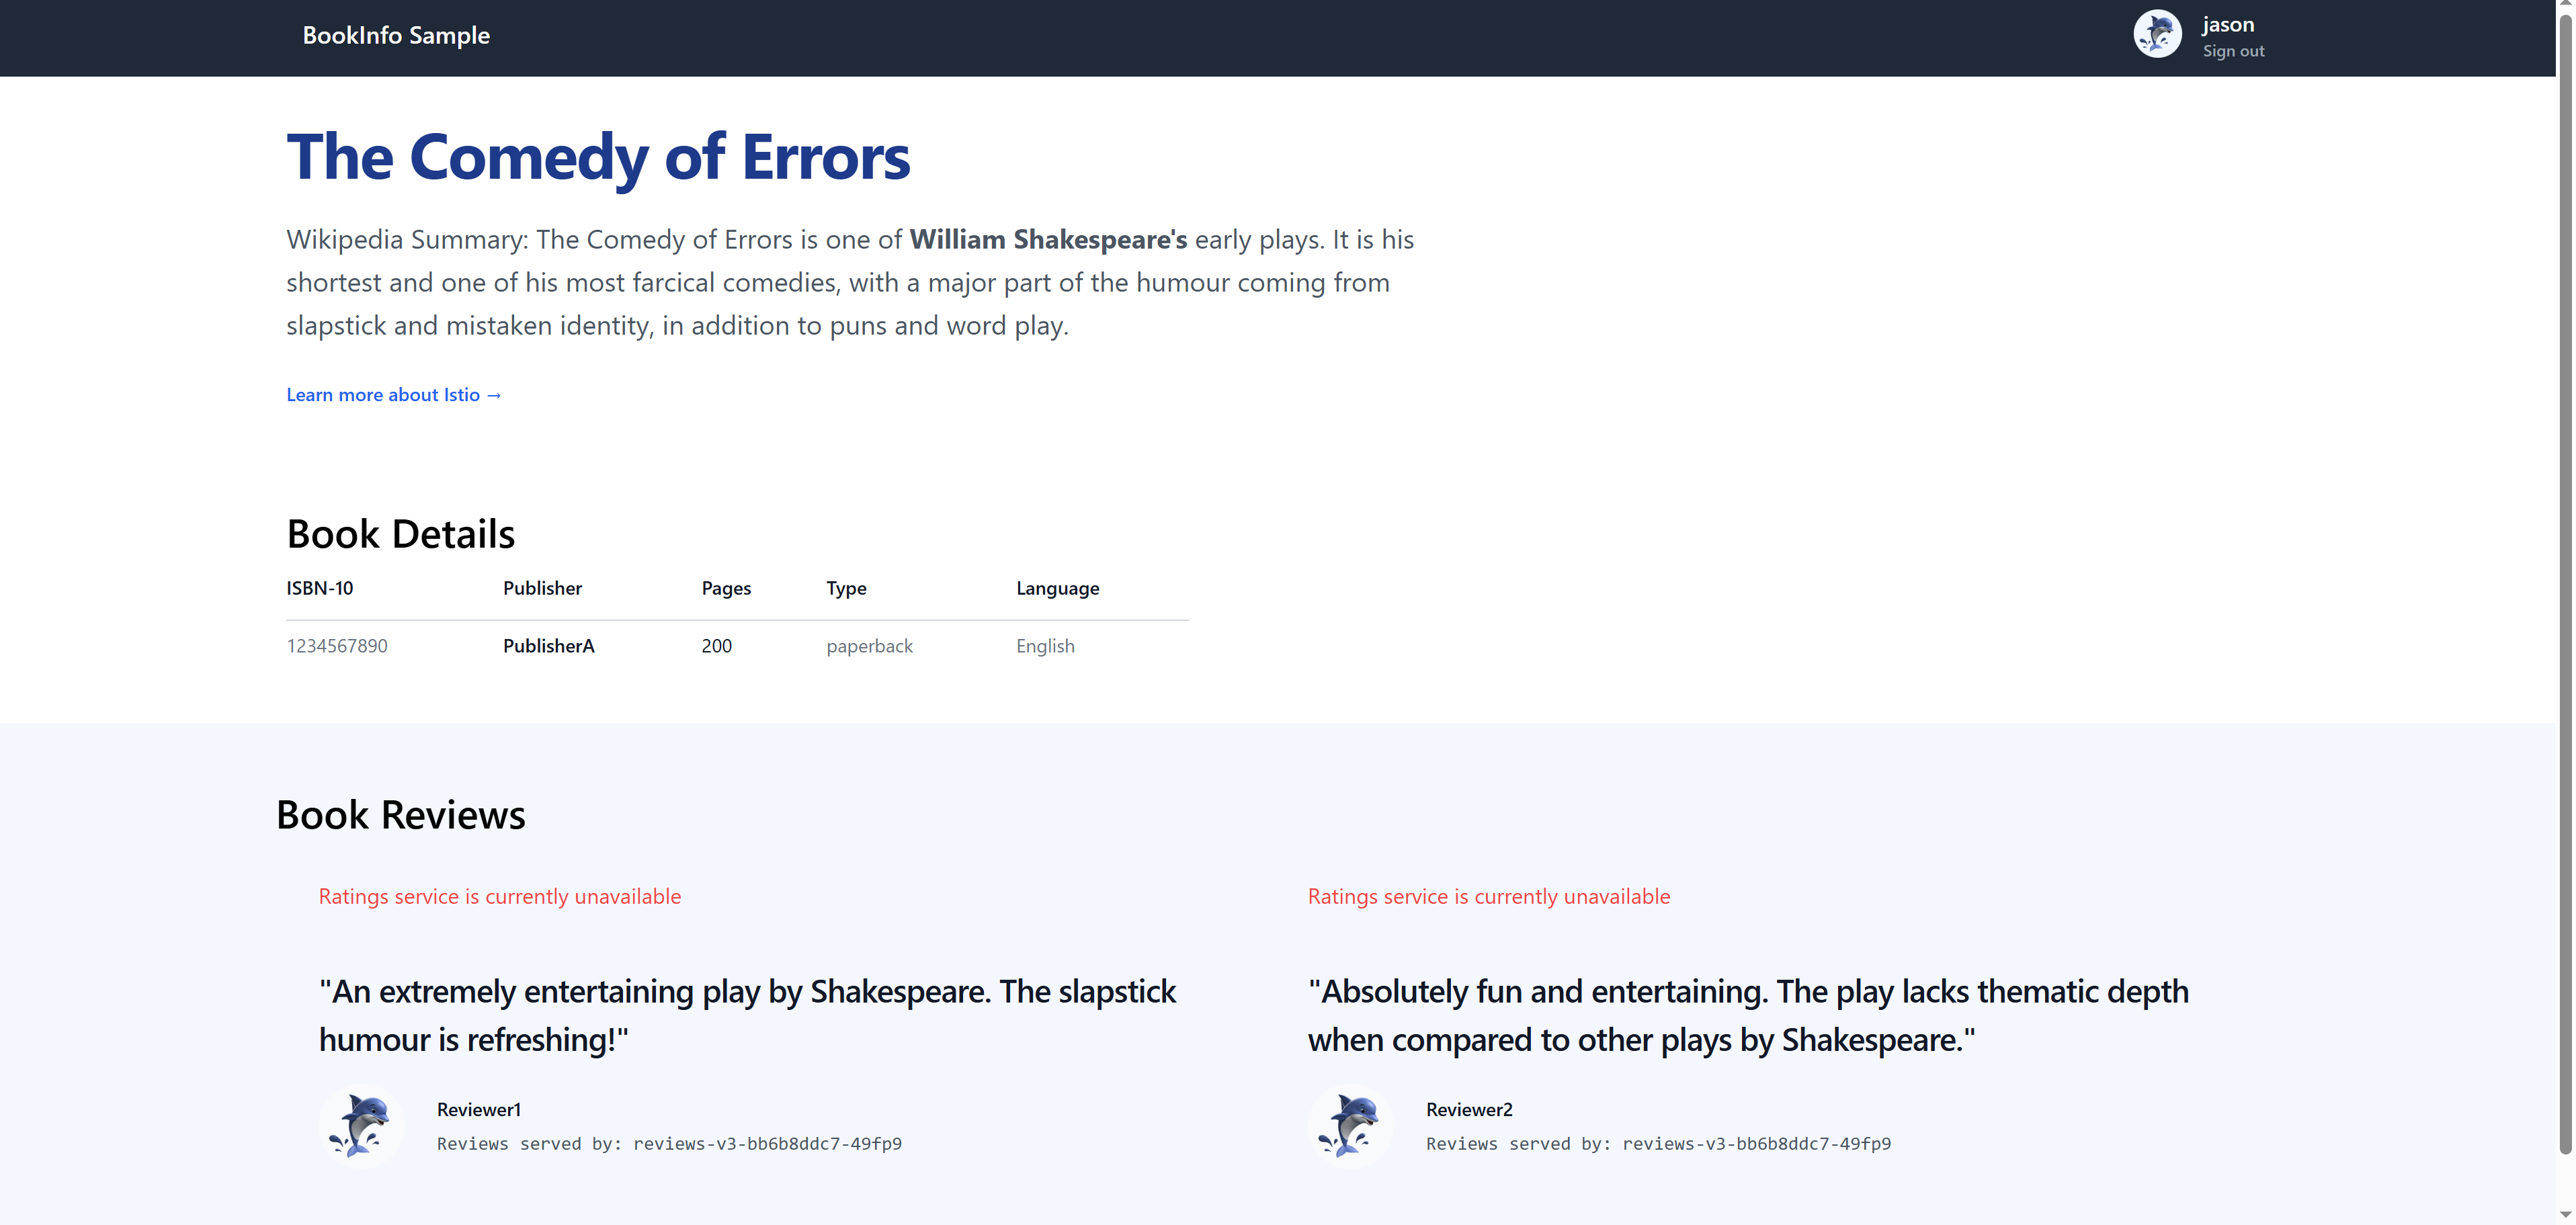 BookInfo Sample
jason
Sign out
The Comedy of Errors
Wikipedia Summary: The Comedy of Errors is one of William Shakespeare's early plays. It is his
shortest and one of his most farcical comedies, with a major part of the humour coming from
slapstick and mistaken identity, in addition to puns and word play.
Learn more about Istio →
Book Details
ISBN-10 Publisher Pages Type Language
1234567890 PublisherA 200 paperback English
Book Reviews
Ratings service is currently unavailable
"An extremely entertaining play by Shakespeare. The slapstick
humour is refreshing!"
Reviewer1
Reviews served by: reviews-v3-bb6b8ddc7-49fp9
Ratings service is currently unavailable
"Absolutely fun and entertaining. The play lacks thematic depth
when compared to other plays by Shakespeare."
Reviewer2
Reviews served by: reviews-v3-bb6b8ddc7-49fp9